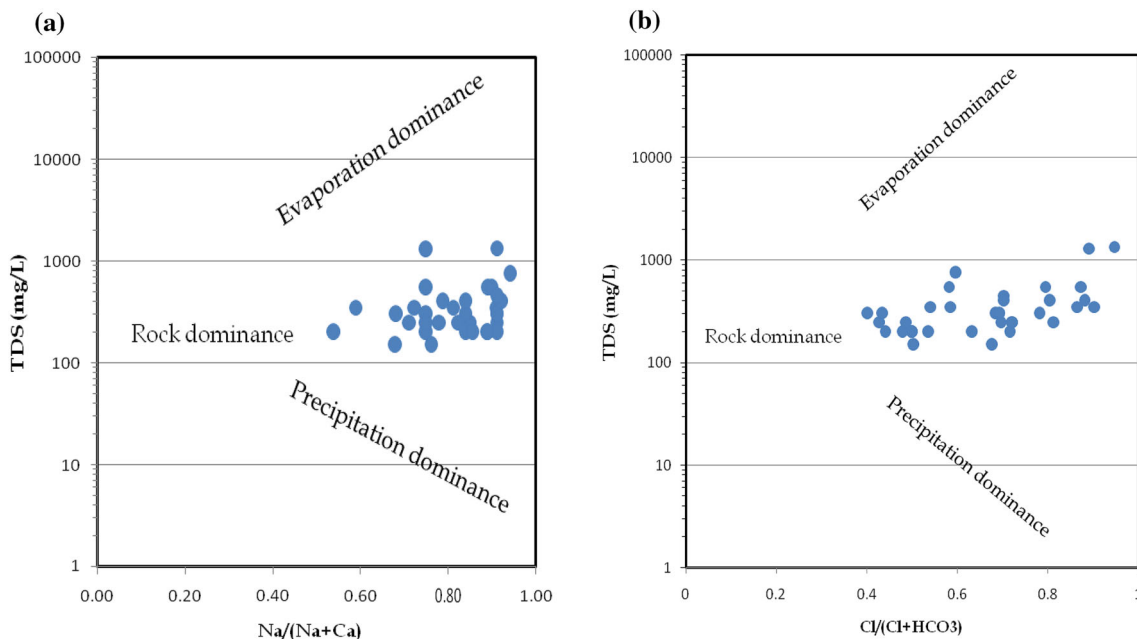 (a)
100000
10000
1000
100
10
1
TDS (mg/L)
Evaporation dominance
Rock dominance
Precipitation dominance
0.00 0.20 0.40 0.60 0.80 1.00
Na/(Na+Ca)
(b)
100000
10000
1000
100
10
1
TDS (mg/L)
Evaporation dominance
Rock dominance
Precipitation dominance
0 0.2 0.4 0.6 0.8 1
Cl/(Cl+HCO3)